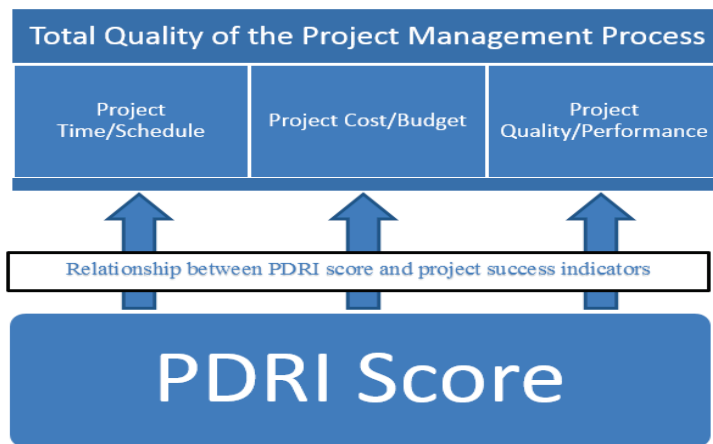 Total Quality of the Project Management Process
Project
Time/Schedule
Project Cost/Budget
Project
Quality/Performance
Relationship between PDRI score and project success indicators
PDRI Score